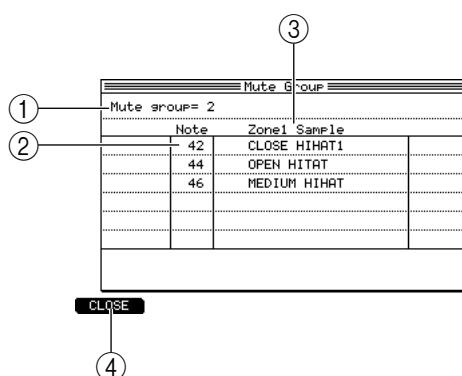 ③
Mute Group
① Mute group= 2
Note Zone1 Sample
② 42 CLOSE HIHAT1
44 OPEN HITAT
46 MEDIUM HIHAT
CLOSE
④